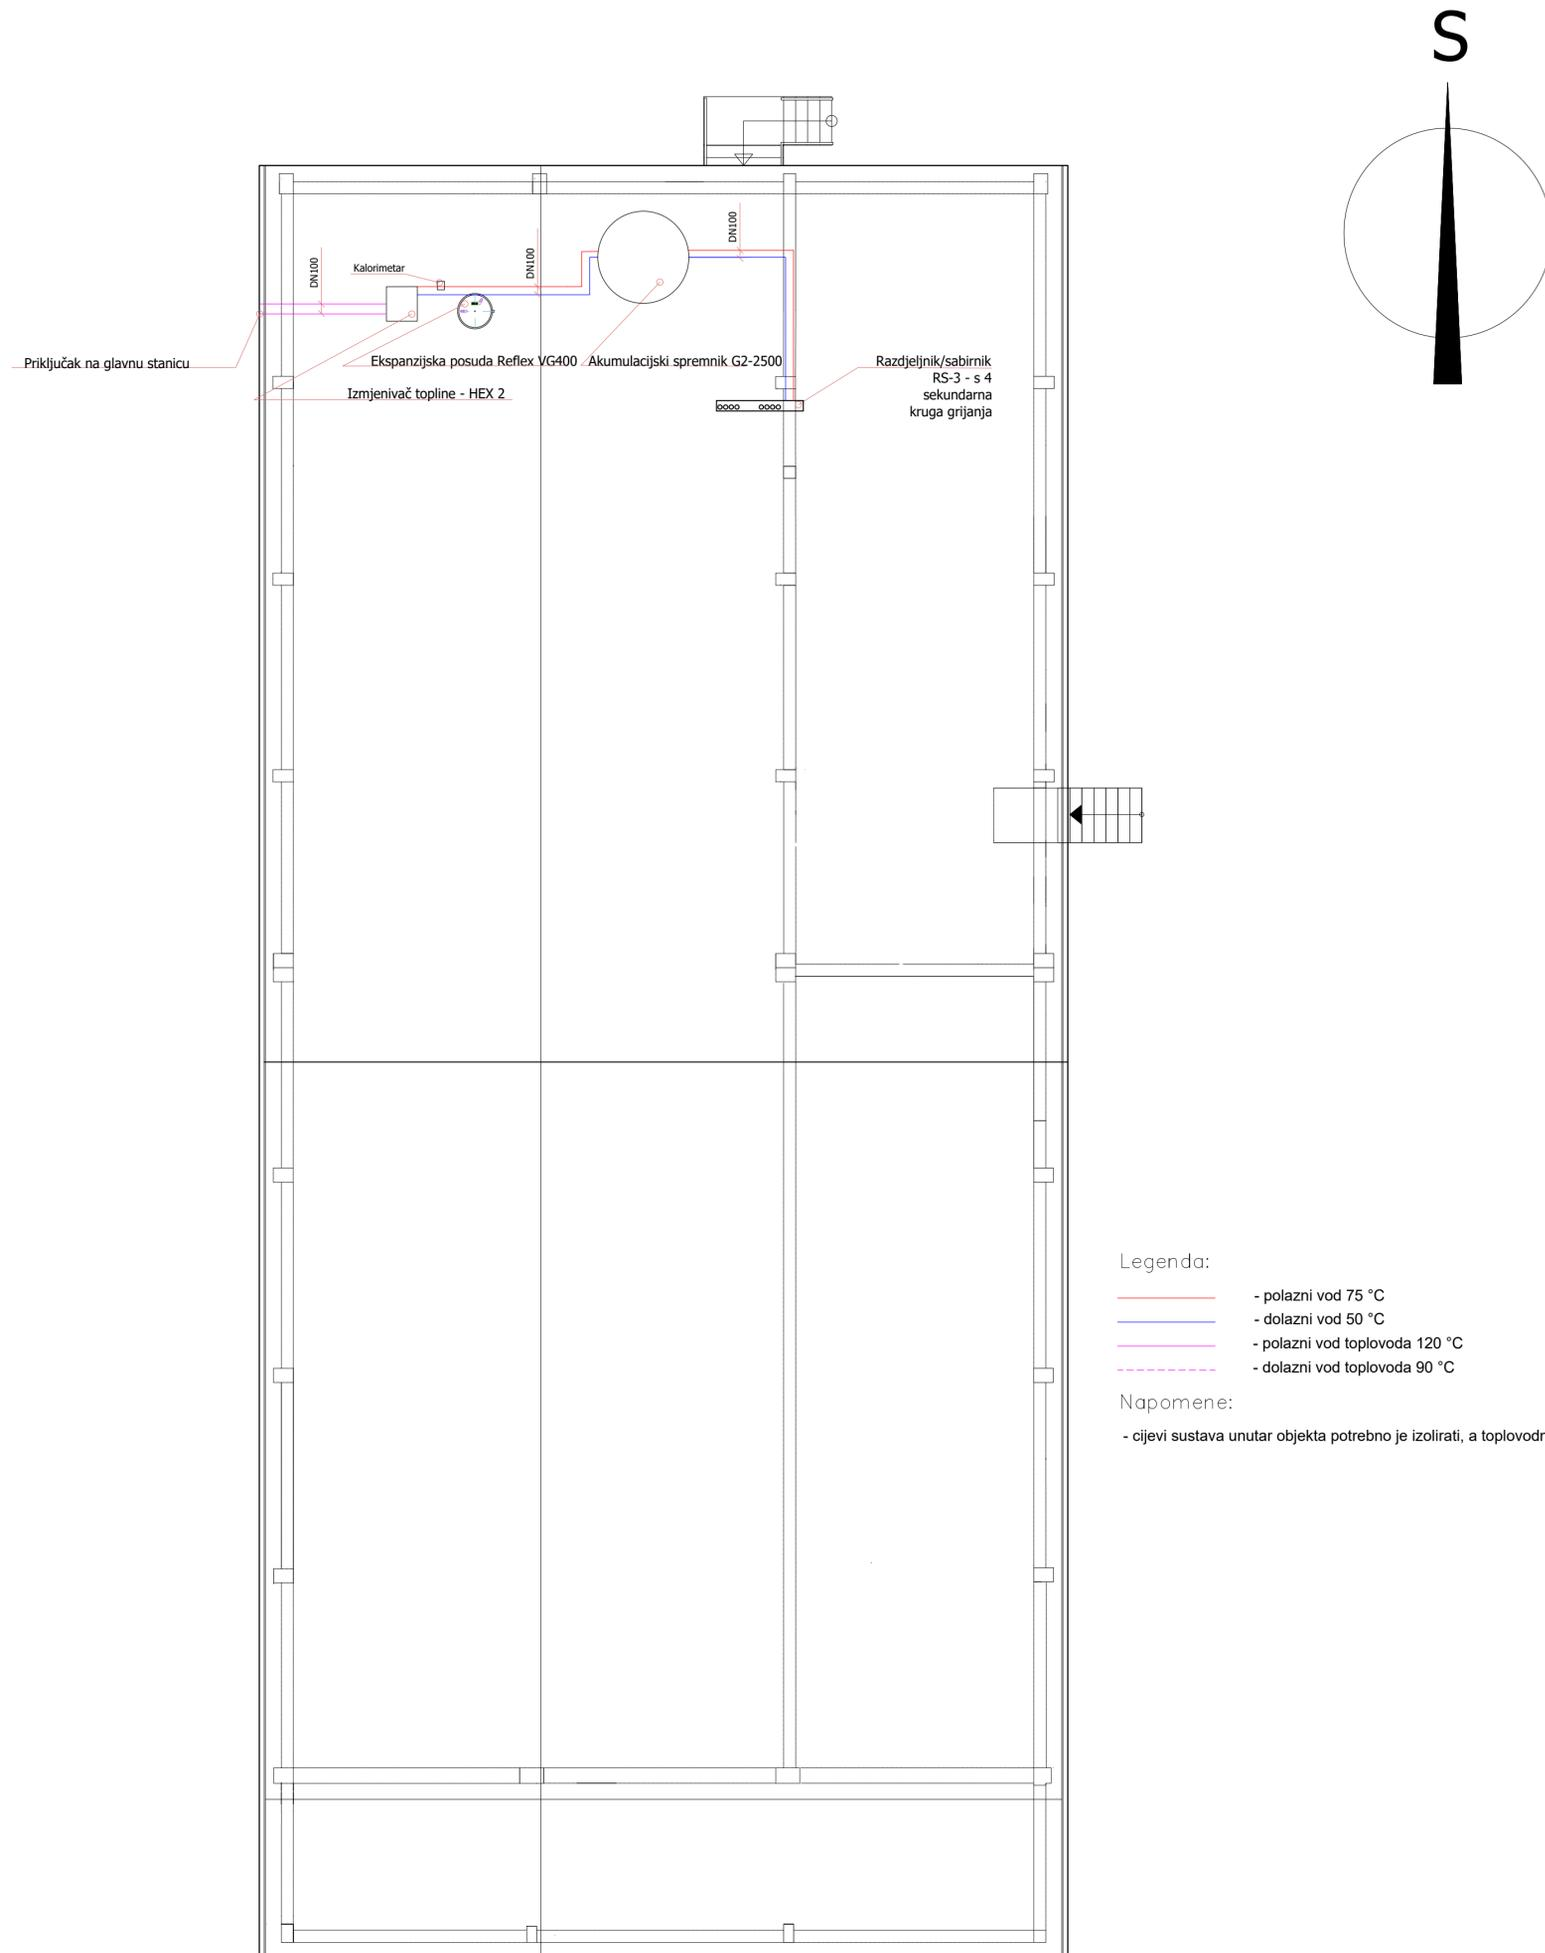 S
DN100
DN100
DN100
Kalorimetar
Priključak na glavnu stanicu
Ekspanzijska posuda Reflex VG400
Akumulacijski spremnik G2-2500
Izmjenivač topline - HEX 2
Razdjeljnik/sabirnik
RS-3 - s 4
sekundarna
kruga grijanja
Legenda:
- polazni vod 75 °C
- dolazni vod 50 °C
- polazni vod toplovoda 120 °C
- dolazni vod toplovoda 90 °C
Napomene:
- cijevi sustava unutar objekta potrebno je izolirati, a